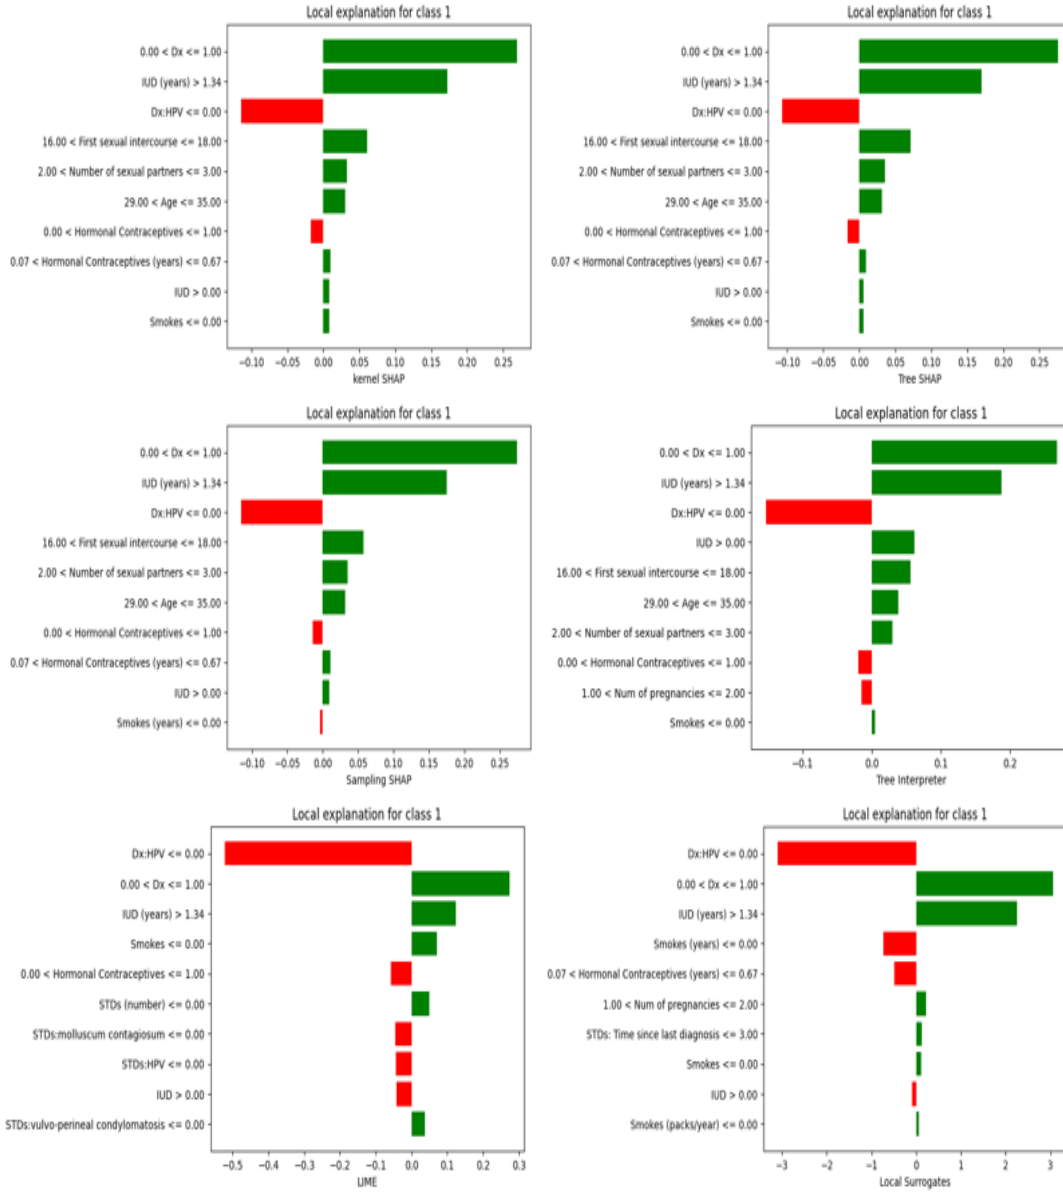 Local explanation for class 1
0.00 < Dx <= 1.00
IUD (years) > 1.34
Dx:HPV <= 0.00
16.00 < First sexual intercourse <= 18.00
2.00 < Number of sexual partners <= 3.00
29.00 < Age <= 35.00
0.00 < Hormonal Contraceptives <= 1.00
0.07 < Hormonal Contraceptives (years) <= 0.67
IUD > 0.00
Smokes <= 0.00
−0.10 −0.05 0.00 0.05 0.10 0.15 0.20 0.25
kernel SHAP
Local explanation for class 1
0.00 < Dx <= 1.00
IUD (years) > 1.34
Dx:HPV <= 0.00
16.00 < First sexual intercourse <= 18.00
2.00 < Number of sexual partners <= 3.00
29.00 < Age <= 35.00
0.00 < Hormonal Contraceptives <= 1.00
0.07 < Hormonal Contraceptives (years) <= 0.67
IUD > 0.00
Smokes <= 0.00
−0.10 −0.05 0.00 0.05 0.10 0.15 0.20 0.25
Tree SHAP
Local explanation for class 1
0.00 < Dx <= 1.00
IUD (years) > 1.34
Dx:HPV <= 0.00
16.00 < First sexual intercourse <= 18.00
2.00 < Number of sexual partners <= 3.00
29.00 < Age <= 35.00
0.00 < Hormonal Contraceptives <= 1.00
0.07 < Hormonal Contraceptives (years) <= 0.67
IUD > 0.00
Smokes (years) <= 0.00
−0.10 −0.05 0.00 0.05 0.10 0.15 0.20 0.25
Sampling SHAP
Local explanation for class 1
0.00 < Dx <= 1.00
IUD (years) > 1.34
Dx:HPV <= 0.00
IUD > 0.00
16.00 < First sexual intercourse <= 18.00
29.00 < Age <= 35.00
2.00 < Number of sexual partners <= 3.00
0.00 < Hormonal Contraceptives <= 1.00
1.00 < Num of pregnancies <= 2.00
Smokes <= 0.00
−0.1 0.0 0.1 0.2
Tree Interpreter
Local explanation for class 1
Dx:HPV <= 0.00
0.00 < Dx <= 1.00
IUD (years) > 1.34
Smokes <= 0.00
0.00 < Hormonal Contraceptives <= 1.00
STDs (number) <= 0.00
STDs:molluscum contagiosum <= 0.00
STDs:HPV <= 0.00
IUD > 0.00
STDs:vulvo-perineal condylomatosis <= 0.00
−0.5 −0.4 −0.3 −0.2 −0.1 0.0 0.1 0.2 0.3
LIME
Local explanation for class 1
Dx:HPV <= 0.00
0.00 < Dx <= 1.00
IUD (years) > 1.34
Smokes (years) <= 0.00
0.07 < Hormonal Contraceptives (years) <= 0.67
1.00 < Num of pregnancies <= 2.00
STDs: Time since last diagnosis <= 3.00
Smokes <= 0.00
IUD > 0.00
Smokes (packs/year) <= 0.00
−3 −2 −1 0 1 2 3
Local Surrogates